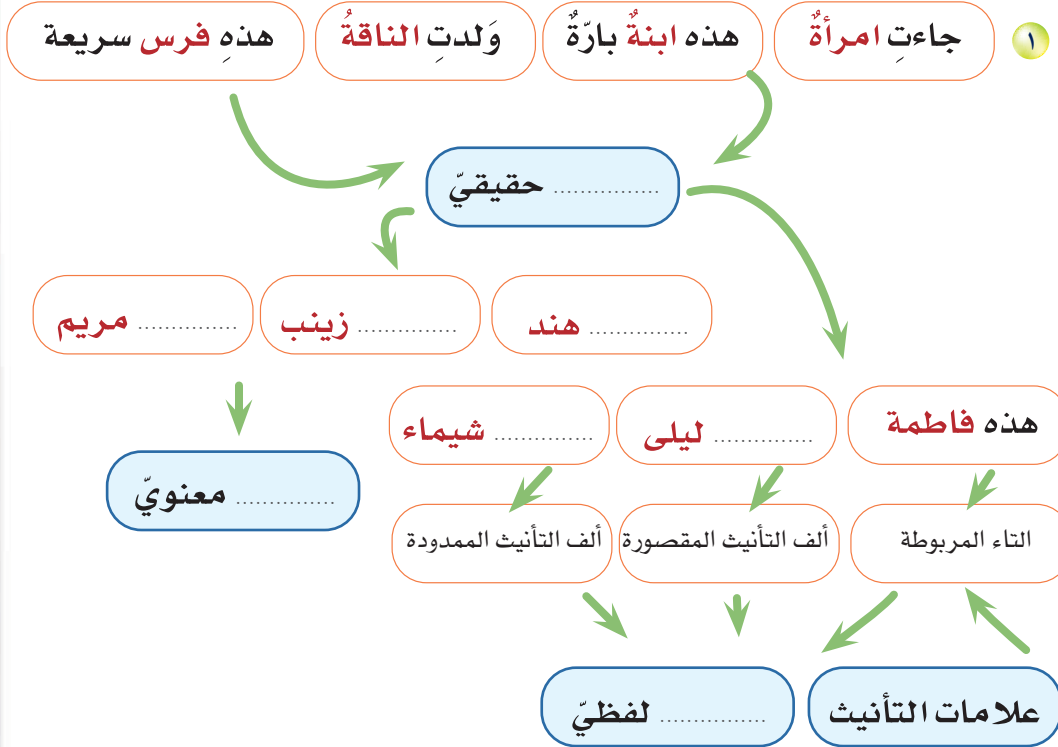 ١
جاءتِ امرأةٌ
هذه ابنةٌ بارّةٌ
وَلدتِ الناقةُ
هذهِ فرس سريعة
............... حقيقيّ
.............. هند
.............. زينب
.............. مريم
هذه فاطمة
.............. ليلى
.............. شيماء
.............. معنويّ
التاء المربوطة
ألف التأنيث المقصورة
ألف التأنيث الممدودة
علامات التأنيث
............... لفظيّ